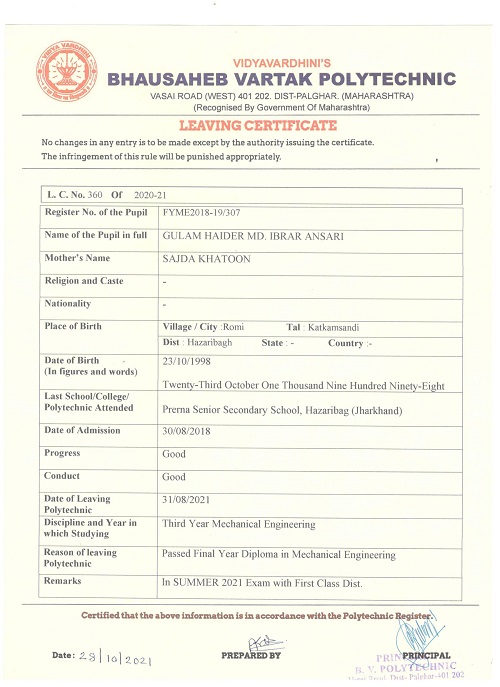 VIDYA VARDHINI
VIDYAVARDHINI'S
BHAUSAHEB VARTAK POLYTECHNIC
VASAI ROAD (WEST) 401 202. DIST-PALGHAR. (MAHARASHTRA)
(Recognised By Government Of Maharashtra)
LEAVING CERTIFICATE
No changes in any entry is to be made except by the authority issuing the certificate.
The infringement of this rule will be punished appropriately.
L. C. No. 360 Of 2020-21
Register No. of the Pupil FYME2018-19/307
Name of the Pupil in full GULAM HAIDER MD. IBRAR ANSARI
Mother's Name SAJDA KHATOON
Religion and Caste -
Nationality -
Place of Birth Village / City :Romi Tal : Katkamsandi
Dist : Hazaribagh State : - Country :-
Date of Birth - 23/10/1998
(In figures and words) Twenty-Third October One Thousand Nine Hundred Ninety-Eight
Last School/College/
Polytechnic Attended Prerna Senior Secondary School, Hazaribag (Jharkhand)
Date of Admission 30/08/2018
Progress Good
Conduct Good
Date of Leaving 31/08/2021
Polytechnic
Discipline and Year in Third Year Mechanical Engineering
which Studying
Reason of leaving Passed Final Year Diploma in Mechanical Engineering
Polytechnic
Remarks In SUMMER 2021 Exam with First Class Dist.
Certified that the above information is in accordance with the Polytechnic Register.
Date: 28/10/2021 PREPARED BY PRINCIPAL
B. V. POLYTECHNIC
Dist- Palghar-401 202